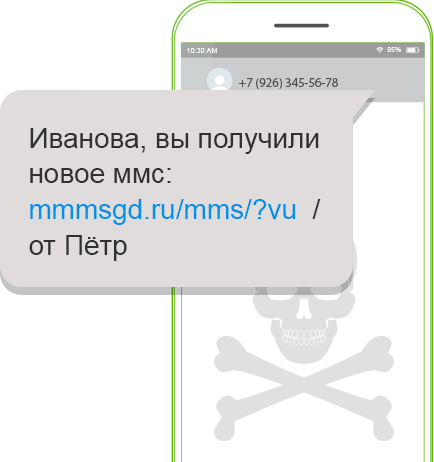 10:30 AM 85%
+7 (926) 345-56-78
Иванова, вы получили
новое ммс:
mmmsgd.ru/mms/?vu /
от Пётр